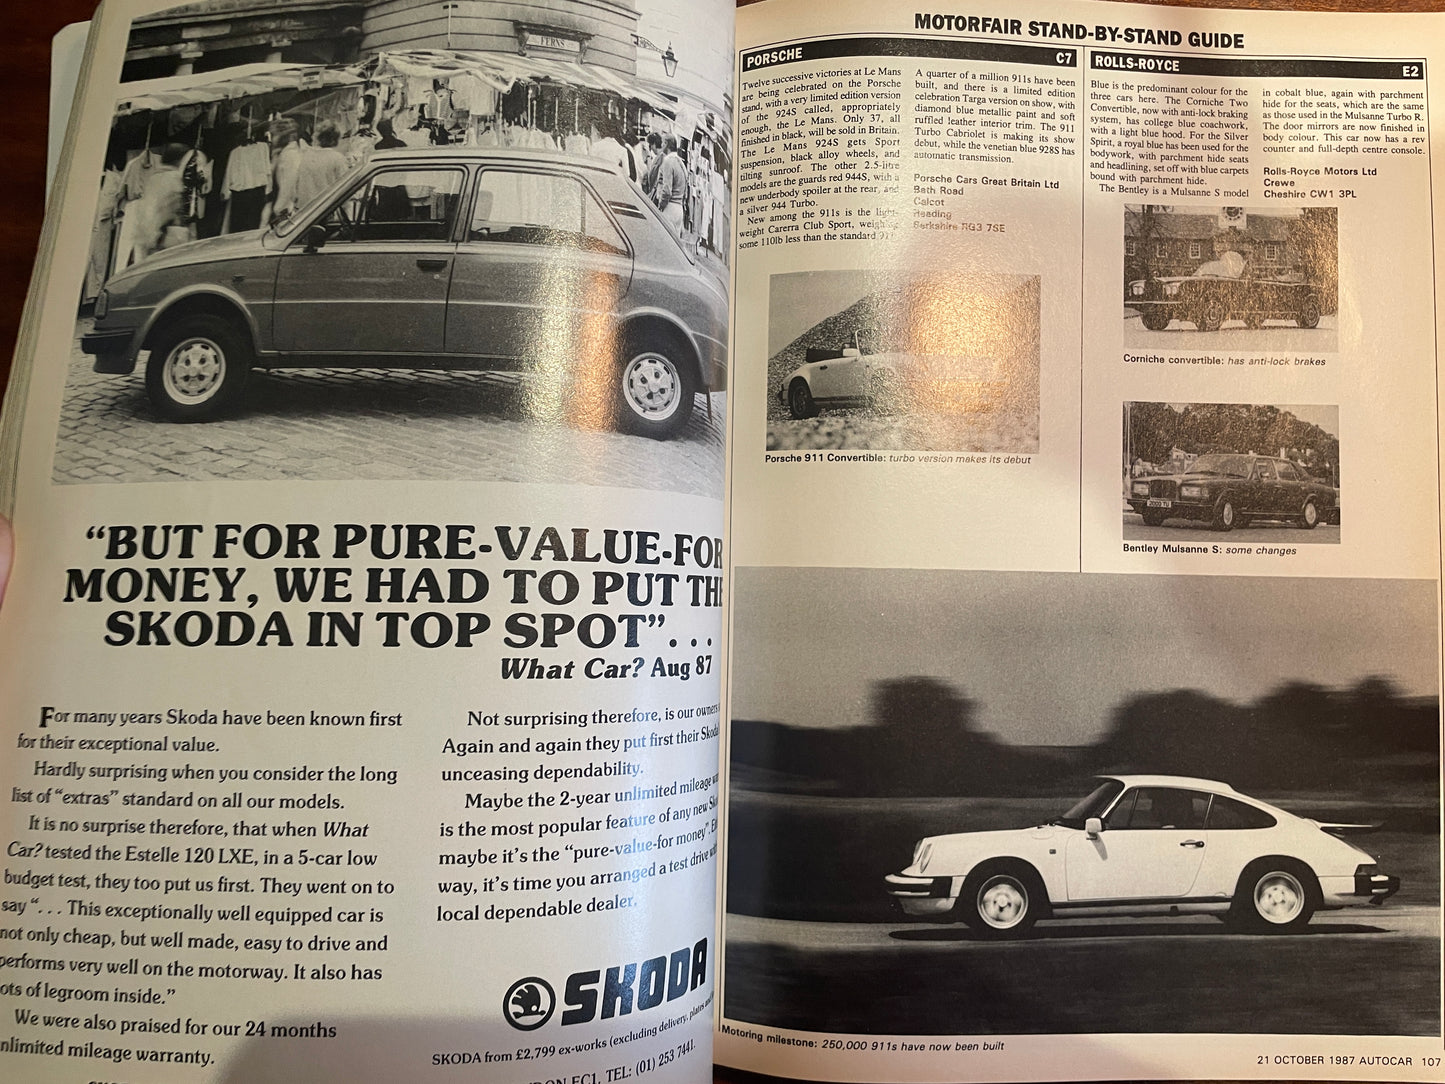 FERNS
"BUT FOR PURE-VALUE-FOR
MONEY, WE HAD TO PUT THE
SKODA IN TOP SPOT"...
What Car? Aug 87
For many years Skoda have been known first
for their exceptional value.
Hardly surprising when you consider the long
list of "extras" standard on all our models.
It is no surprise therefore, that when What
Car? tested the Estelle 120 LXE, in a 5-car low
budget test, they too put us first. They went on to
say "... This exceptionally well equipped car is
not only cheap, but well made, easy to drive and
performs very well on the motorway. It also has
lots of legroom inside."
We were also praised for our 24 months
unlimited mileage warranty.
Not surprising therefore, is our owners
Again and again they put first their Skoda
unceasing dependability.
Maybe the 2-year unlimited mileage
is the most popular feature of any new
maybe it's the "pure-value-for money".
way, it's time you arranged a test drive
local dependable dealer.
SKODA
SKODA from £2,799 ex-works (excluding delivery, plates
EC1. TEL: (01) 253 7441.
MOTORFAIR STAND-BY-STAND GUIDE
PORSCHE C7
Twelve successive victories at Le Mans
are being celebrated on the Porsche
stand, with a very limited edition version
of the 924S called, appropriately
enough, the Le Mans. Only 37, all
finished in black, will be sold in Britain.
The Le Mans 924S gets Sport
suspension, black alloy wheels, and
tilting sunroof. The other 2.5-litre
models are the guards red 944S, with a
new underbody spoiler at the rear, and
a silver 944 Turbo.
New among the 911s is the light-
weight Carerra Club Sport, weighing
some 110lb less than the standard 911.
A quarter of a million 911s have been
built, and there is a limited edition
celebration Targa version on show, with
diamond blue metallic paint and soft
ruffled leather interior trim. The 911
Turbo Cabriolet is making its show
debut, while the venetian blue 928S has
automatic transmission.
Porsche Cars Great Britain Ltd
Bath Road
Calcot
Reading
Berkshire RG3 7SE
Porsche 911 Convertible: turbo version makes its debut
ROLLS-ROYCE E2
Blue is the predominant colour for the
three cars here. The Corniche Two
Convertible, now with anti-lock braking
system, has college blue coachwork,
with a light blue hood. For the Silver
Spirit, a royal blue has been used for the
bodywork, with parchment hide seats
and headlining, set off with blue carpets
bound with parchment hide.
The Bentley is a Mulsanne S model
in cobalt blue, again with parchment
hide for the seats, which are the same
as those used in the Mulsanne Turbo R.
The door mirrors are now finished in
body colour. This car now has a rev
counter and full-depth centre console.
Rolls-Royce Motors Ltd
Crewe
Cheshire CW1 3PL
Corniche convertible: has anti-lock brakes
Bentley Mulsanne S: some changes
Motoring milestone: 250,000 911s have now been built
21 OCTOBER 1987 AUTOCAR 107